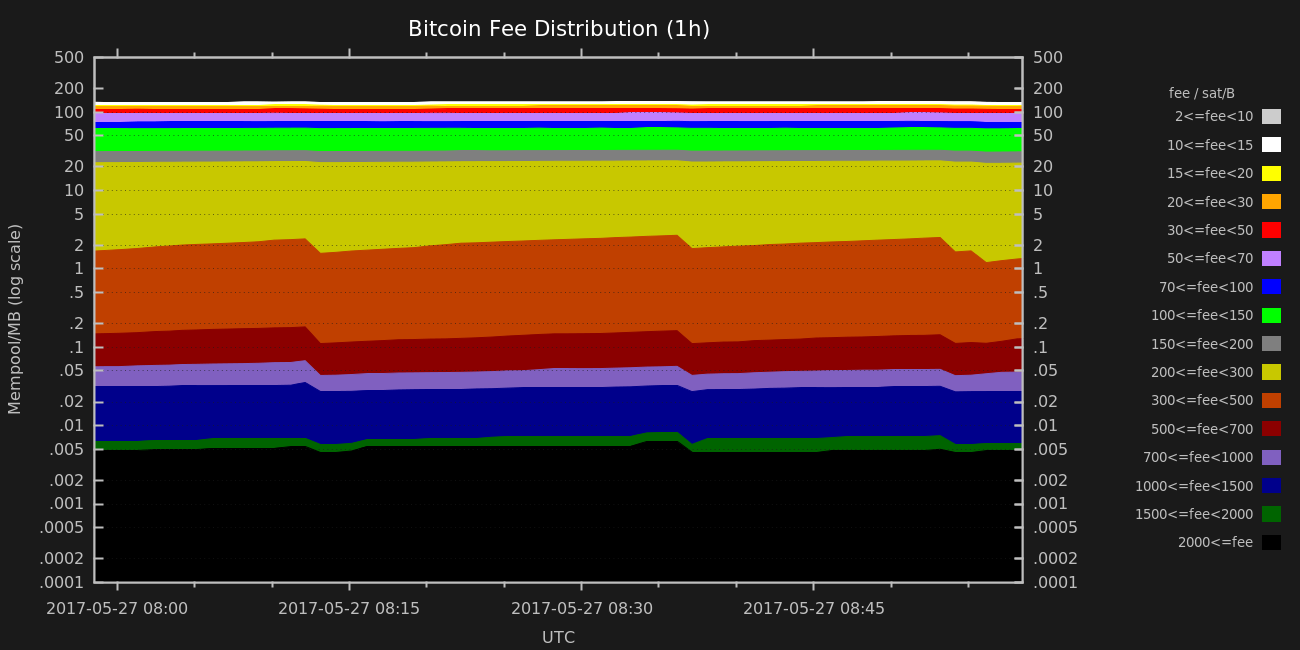 Bitcoin Fee Distribution (1h)
Mempool/MB (log scale)
500
200
100
50
20
10
5
2
1
.5
.2
.1
.05
.02
.01
.005
.002
.001
.0005
.0002
.0001
500
200
100
50
20
10
5
2
1
.5
.2
.1
.05
.02
.01
.005
.002
.001
.0005
.0002
.0001
2017-05-27 08:00 2017-05-27 08:15 2017-05-27 08:30 2017-05-27 08:45
UTC
fee / sat/B
2<=fee<10
10<=fee<15
15<=fee<20
20<=fee<30
30<=fee<50
50<=fee<70
70<=fee<100
100<=fee<150
150<=fee<200
200<=fee<300
300<=fee<500
500<=fee<700
700<=fee<1000
1000<=fee<1500
1500<=fee<2000
2000<=fee